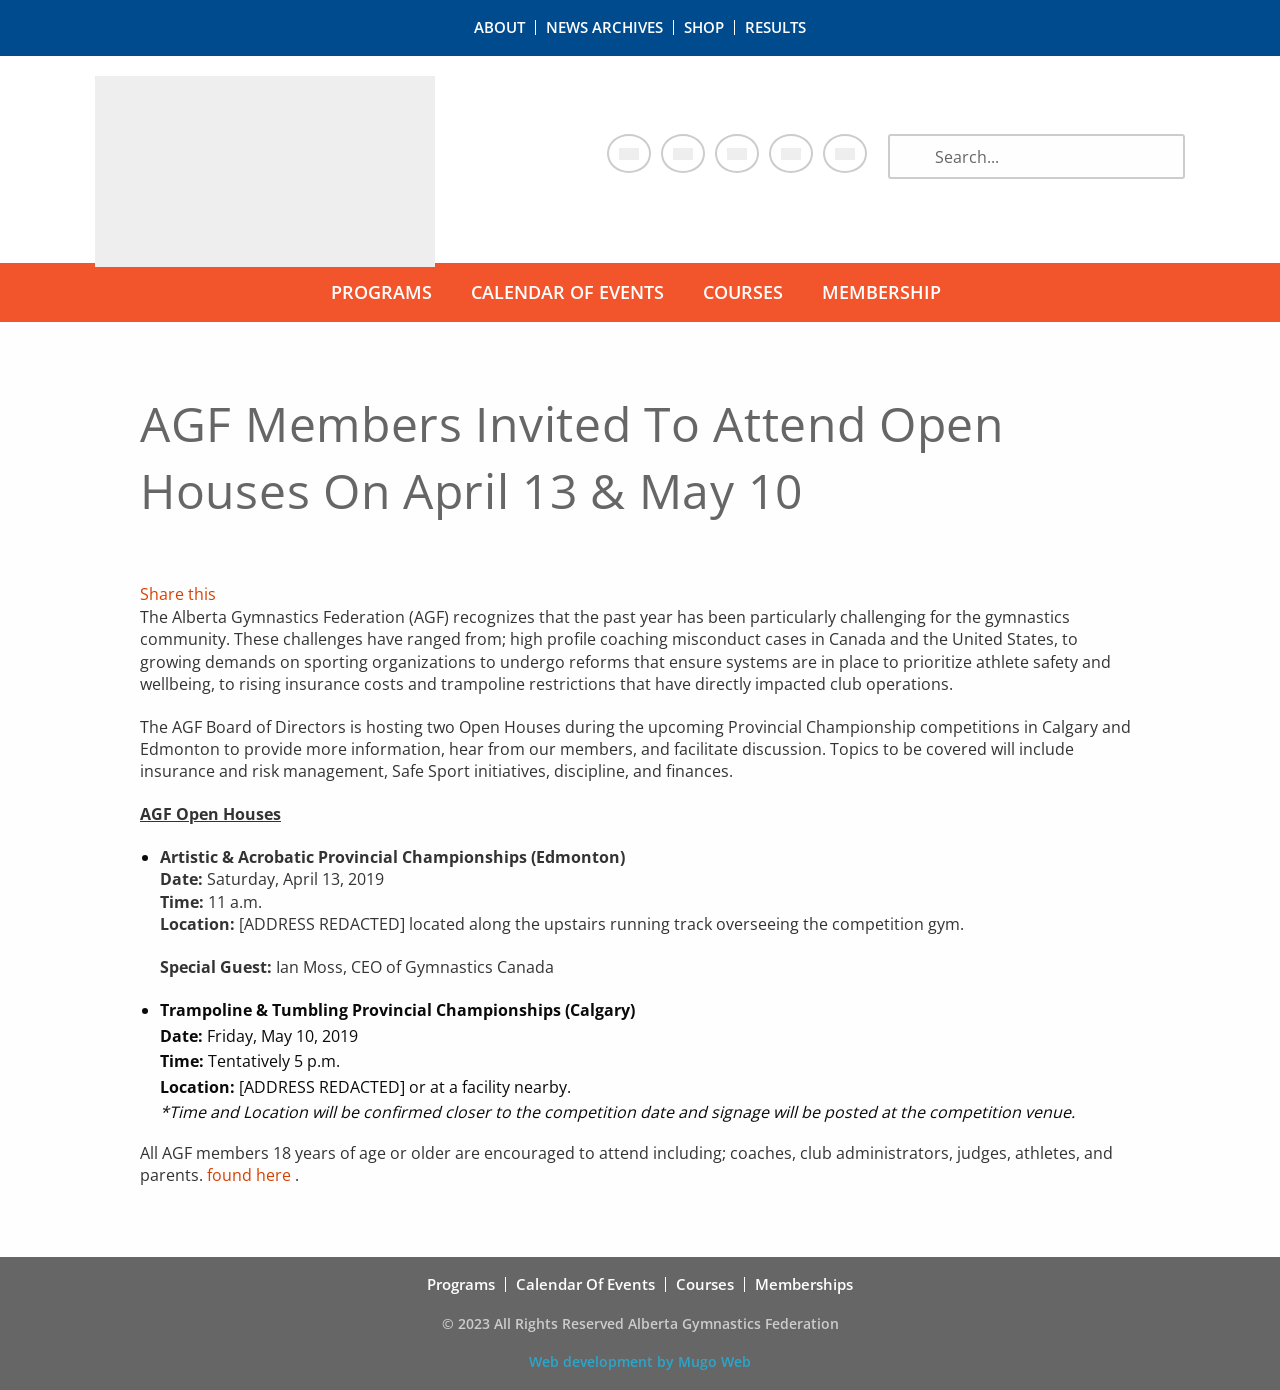 ABOUT | NEWS ARCHIVES | SHOP | RESULTS
Search...
PROGRAMS CALENDAR OF EVENTS COURSES MEMBERSHIP
AGF Members Invited To Attend Open
Houses On April 13 & May 10
Share this
The Alberta Gymnastics Federation (AGF) recognizes that the past year has been particularly challenging for the gymnastics
community. These challenges have ranged from; high profile coaching misconduct cases in Canada and the United States, to
growing demands on sporting organizations to undergo reforms that ensure systems are in place to prioritize athlete safety and
wellbeing, to rising insurance costs and trampoline restrictions that have directly impacted club operations.
The AGF Board of Directors is hosting two Open Houses during the upcoming Provincial Championship competitions in Calgary and
Edmonton to provide more information, hear from our members, and facilitate discussion. Topics to be covered will include
insurance and risk management, Safe Sport initiatives, discipline, and finances.
AGF Open Houses
• Artistic & Acrobatic Provincial Championships (Edmonton)
Date: Saturday, April 13, 2019
Time: 11 a.m.
Location: [ADDRESS REDACTED] located along the upstairs running track overseeing the competition gym.
Special Guest: Ian Moss, CEO of Gymnastics Canada
• Trampoline & Tumbling Provincial Championships (Calgary)
Date: Friday, May 10, 2019
Time: Tentatively 5 p.m.
Location: [ADDRESS REDACTED] or at a facility nearby.
*Time and Location will be confirmed closer to the competition date and signage will be posted at the competition venue.
All AGF members 18 years of age or older are encouraged to attend including; coaches, club administrators, judges, athletes, and
parents. found here .
Programs | Calendar Of Events | Courses | Memberships
© 2023 All Rights Reserved Alberta Gymnastics Federation
Web development by Mugo Web